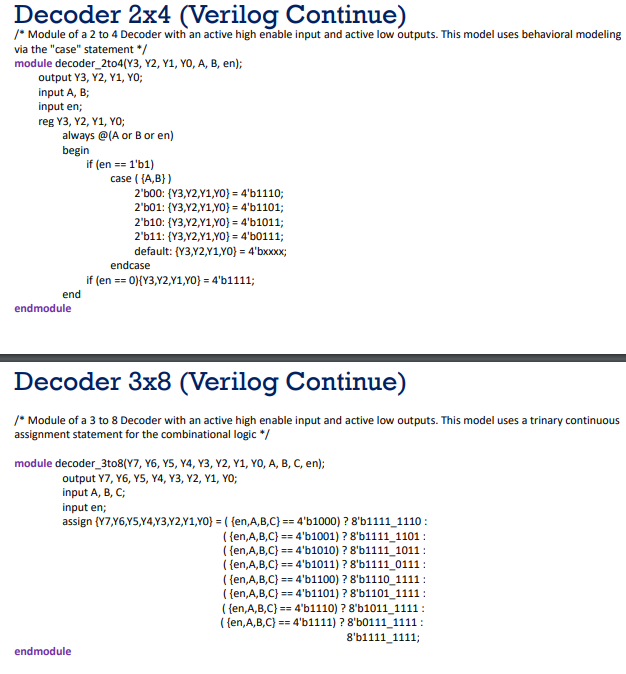 Decoder 2x4 (Verilog Continue)
/* Module of a 2 to 4 Decoder with an active high enable input and active low outputs. This model uses behavioral modeling
via the "case" statement */
module decoder_2to4(Y3, Y2, Y1, Y0, A, B, en);
output Y3, Y2, Y1, Y0;
input A, B;
input en;
reg Y3, Y2, Y1, Y0;
always @(A or B or en)
begin
if (en == 1'b1)
case ( {A,B} )
2'b00: {Y3,Y2,Y1,Y0} = 4'b1110;
2'b01: {Y3,Y2,Y1,Y0} = 4'b1101;
2'b10: {Y3,Y2,Y1,Y0} = 4'b1011;
2'b11: {Y3,Y2,Y1,Y0} = 4'b0111;
default: {Y3,Y2,Y1,Y0} = 4'bxxxx;
endcase
if (en == 0){Y3,Y2,Y1,Y0} = 4'b1111;
end
endmodule
Decoder 3x8 (Verilog Continue)
/* Module of a 3 to 8 Decoder with an active high enable input and active low outputs. This model uses a trinary continuous
assignment statement for the combinational logic */
module decoder_3to8(Y7, Y6, Y5, Y4, Y3, Y2, Y1, Y0, A, B, C, en);
output Y7, Y6, Y5, Y4, Y3, Y2, Y1, Y0;
input A, B, C;
input en;
assign {Y7,Y6,Y5,Y4,Y3,Y2,Y1,Y0} = ( {en,A,B,C} == 4'b1000) ? 8'b1111_1110 :
( {en,A,B,C} == 4'b1001) ? 8'b1111_1101 :
( {en,A,B,C} == 4'b1010) ? 8'b1111_1011 :
( {en,A,B,C} == 4'b1011) ? 8'b1111_0111 :
( {en,A,B,C} == 4'b1100) ? 8'b1110_1111 :
( {en,A,B,C} == 4'b1101) ? 8'b1101_1111 :
( {en,A,B,C} == 4'b1110) ? 8'b1011_1111 :
( {en,A,B,C} == 4'b1111) ? 8'b0111_1111 :
8'b1111_1111;
endmodule